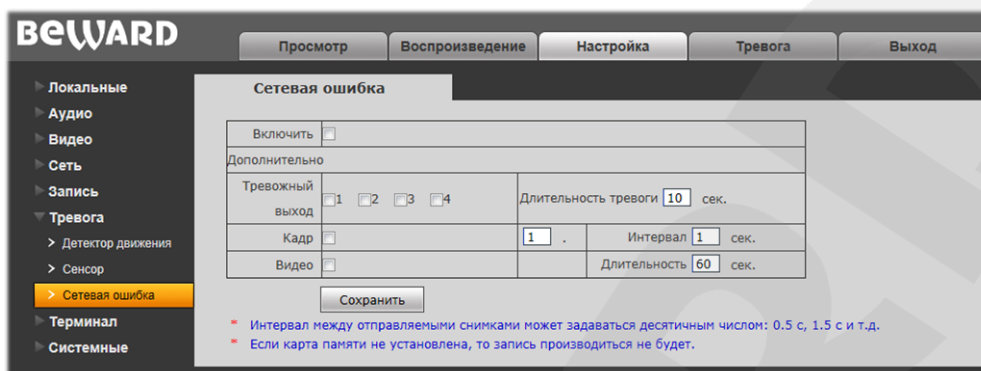 BEWARD
Просмотр Воспроизведение Настройка Тревога Выход
Локальные
Аудио
Видео
Сеть
Запись
Тревога
Детектор движения
Сенсор
Сетевая ошибка
Терминал
Системные
Сетевая ошибка
Включить
Дополнительно
Тревожный выход 1 2 3 4 Длительность тревоги 10 сек.
Кадр 1 . Интервал 1 сек.
Видео Длительность 60 сек.
Сохранить
* Интервал между отправляемыми снимками может задаваться десятичным числом: 0.5 с, 1.5 с и т.д.
* Если карта памяти не установлена, то запись производиться не будет.